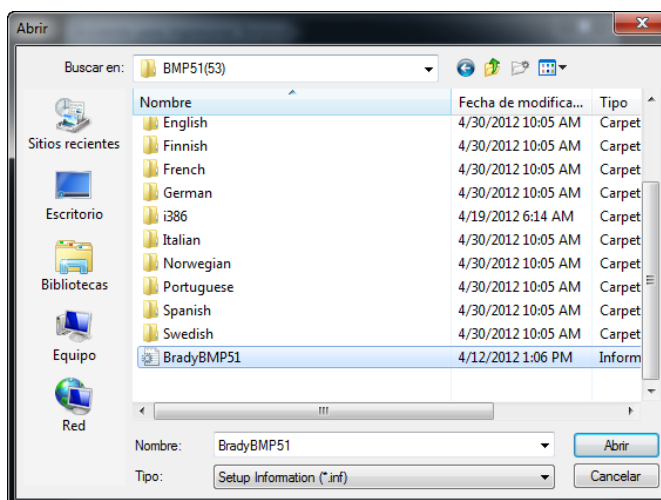 Abrir
Buscar en: BMP51(53)
Nombre Fecha de modifica... Tipo
English 4/30/2012 10:05 AM Carpet
Finnish 4/30/2012 10:05 AM Carpet
French 4/30/2012 10:05 AM Carpet
German 4/30/2012 10:05 AM Carpet
i386 4/19/2012 6:14 AM Carpet
Italian 4/30/2012 10:05 AM Carpet
Norwegian 4/30/2012 10:05 AM Carpet
Portuguese 4/30/2012 10:05 AM Carpet
Spanish 4/30/2012 10:05 AM Carpet
Swedish 4/30/2012 10:05 AM Carpet
BradyBMP51 4/12/2012 1:06 PM Inform
Sitios recientes
Escritorio
Bibliotecas
Equipo
Red
Nombre: BradyBMP51 Abrir
Tipo: Setup Information (*.inf) Cancelar